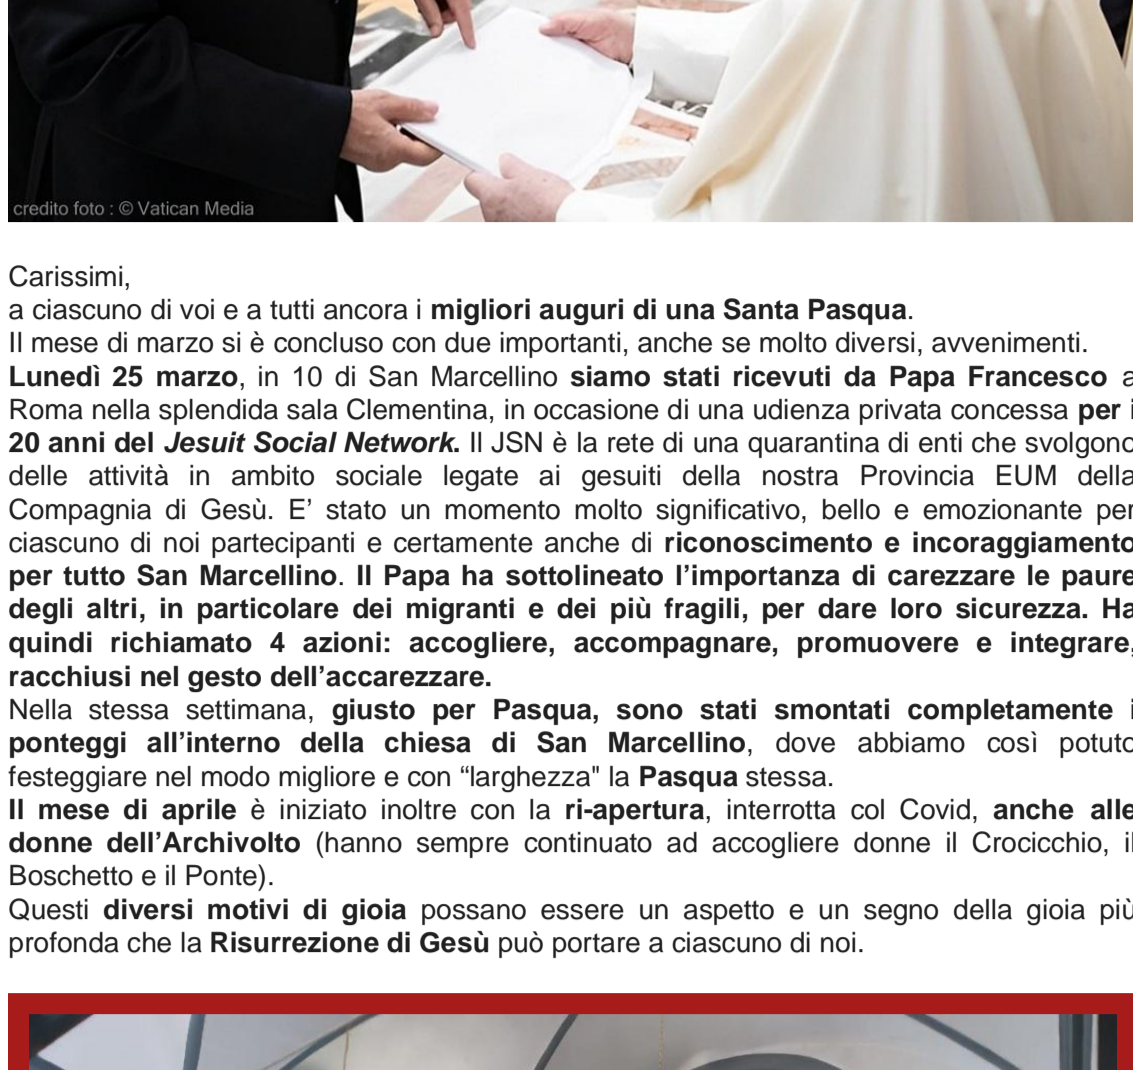 credito foto : © Vatican Media
Carissimi,
a ciascuno di voi e a tutti ancora i migliori auguri di una Santa Pasqua.
Il mese di marzo si è concluso con due importanti, anche se molto diversi, avvenimenti.
Lunedì 25 marzo, in 10 di San Marcellino siamo stati ricevuti da Papa Francesco a
Roma nella splendida sala Clementina, in occasione di una udienza privata concessa per i
20 anni del Jesuit Social Network. Il JSN è la rete di una quarantina di enti che svolgono
delle attività in ambito sociale legate ai gesuiti della nostra Provincia EUM della
Compagnia di Gesù. E’ stato un momento molto significativo, bello e emozionante per
ciascuno di noi partecipanti e certamente anche di riconoscimento e incoraggiamento
per tutto San Marcellino. Il Papa ha sottolineato l’importanza di carezzare le paure
degli altri, in particolare dei migranti e dei più fragili, per dare loro sicurezza. Ha
quindi richiamato 4 azioni: accogliere, accompagnare, promuovere e integrare,
racchiusi nel gesto dell’accarezzare.
Nella stessa settimana, giusto per Pasqua, sono stati smontati completamente i
ponteggi all’interno della chiesa di San Marcellino, dove abbiamo così potuto
festeggiare nel modo migliore e con “larghezza" la Pasqua stessa.
Il mese di aprile è iniziato inoltre con la ri-apertura, interrotta col Covid, anche alle
donne dell’Archivolto (hanno sempre continuato ad accogliere donne il Crocicchio, il
Boschetto e il Ponte).
Questi diversi motivi di gioia possano essere un aspetto e un segno della gioia più
profonda che la Risurrezione di Gesù può portare a ciascuno di noi.